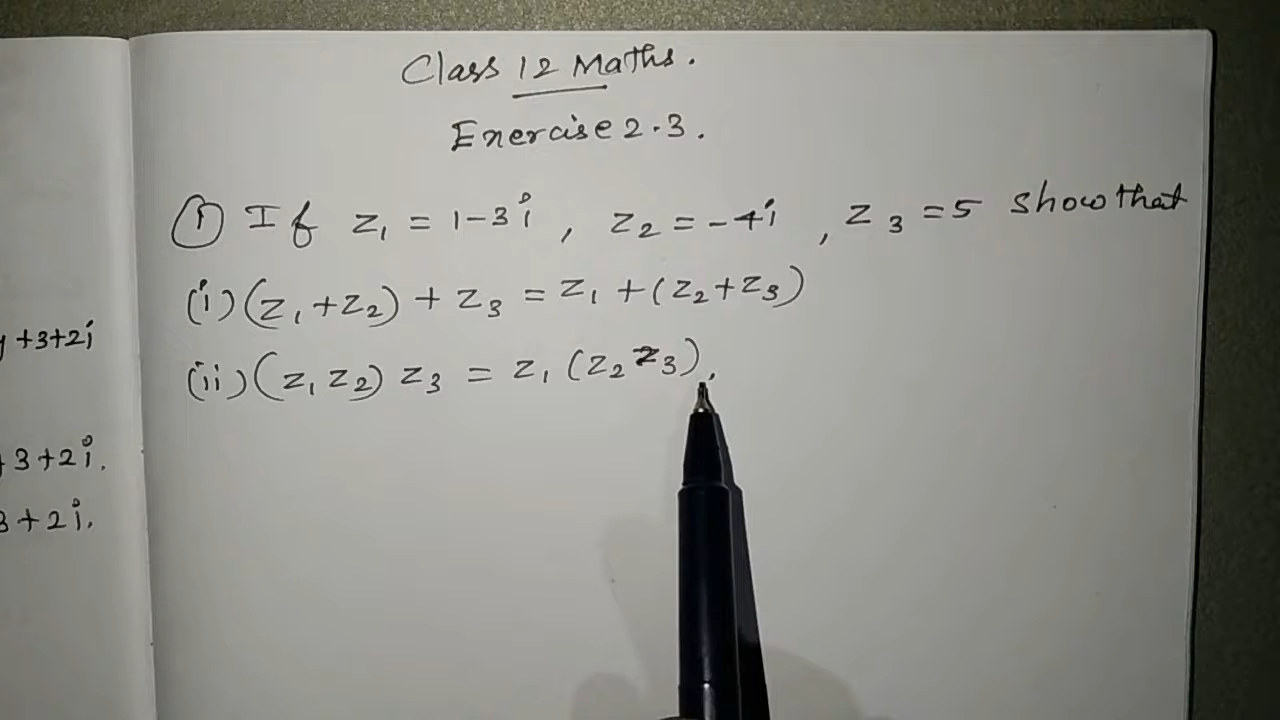 Class 12 Maths.
Exercise 2.3.
① If z₁ = 1-3i, z₂ = -4i, z₃ = 5 show that
(i) (z₁+z₂) + z₃ = z₁ + (z₂+z₃)
(ii) (z₁z₂) z₃ = z₁ (z₂z₃).
+3+2i
3+2i.
3+2i.